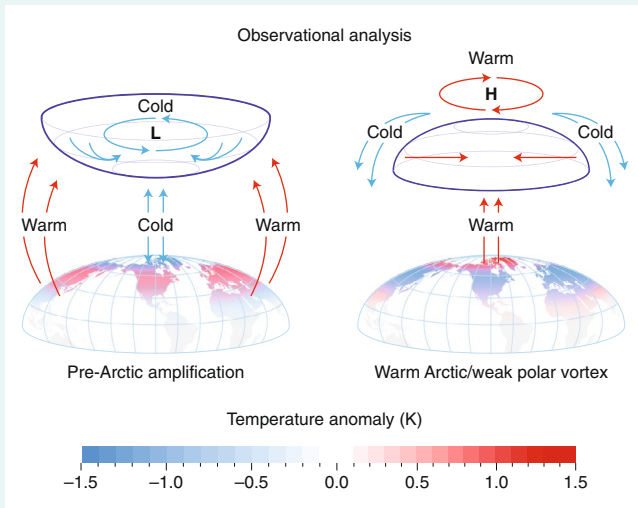 Observational analysis
Cold
L
Warm
Cold
Warm
Pre-Arctic amplification
Warm
H
Cold
Cold
Warm
Warm Arctic/weak polar vortex
Temperature anomaly (K)
–1.5 –1.0 –0.5 0.0 0.5 1.0 1.5